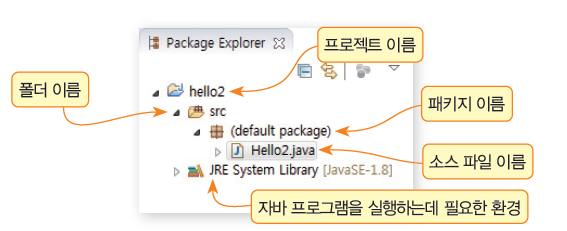 Package Explorer
프로젝트 이름
폴더 이름
hello2
src
패키지 이름
(default package)
Hello2.java
소스 파일 이름
JRE System Library [JavaSE-1.8]
자바 프로그램을 실행하는데 필요한 환경